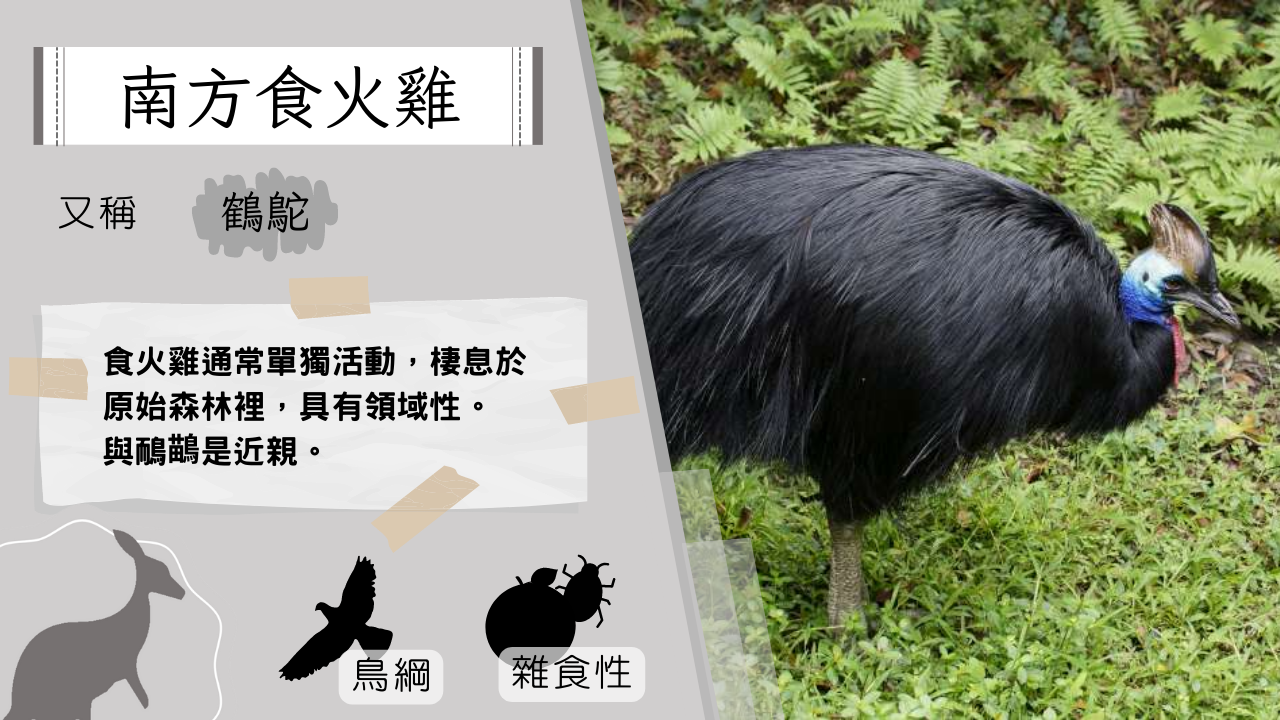 南方食火雞
又稱 鶴鴕
食火雞通常單獨活動，棲息於
原始森林裡，具有領域性。
與鴯鶓是近親。
鳥綱
雜食性